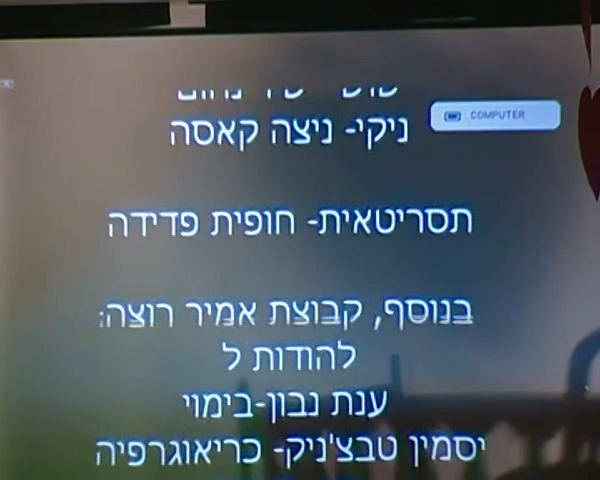 ניקי- ניצה קאסה
COMPUTER
תסריטאית- חופית פדידה
בנוסף, קבוצת אמיר רוצה:
להודות ל
ענת נבון-בימוי
יסמין טבצ'ניק- כריאוגרפיה